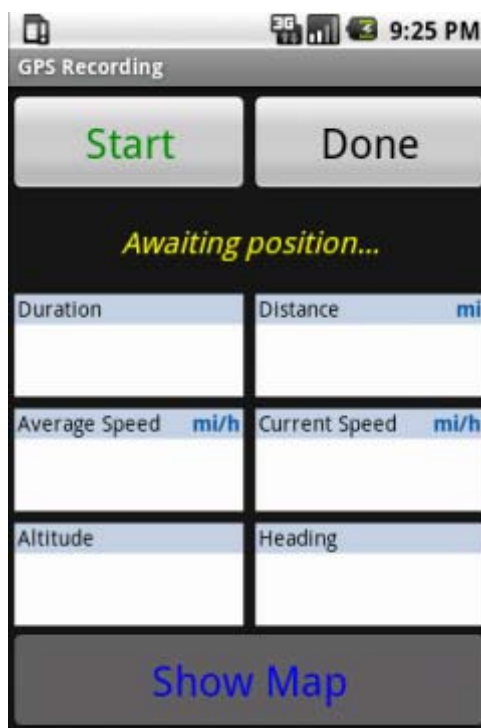 3G 9:25 PM
GPS Recording
Start Done
Awaiting position...
Duration Distance mi
Average Speed mi/h Current Speed mi/h
Altitude Heading
Show Map